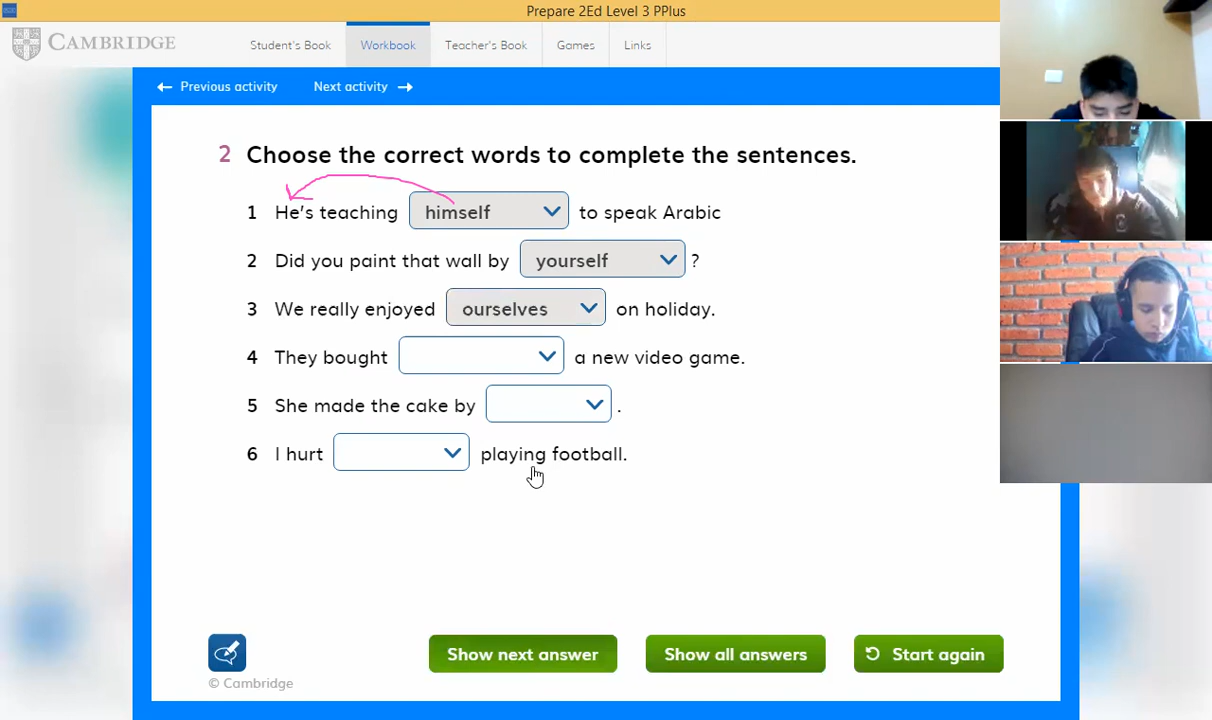 Prepare 2Ed Level 3 PPlus
CAMBRIDGE
Student's Book Workbook Teacher's Book Games Links
Previous activity Next activity
2 Choose the correct words to complete the sentences.
1 He's teaching himself to speak Arabic
2 Did you paint that wall by yourself ?
3 We really enjoyed ourselves on holiday.
4 They bought a new video game.
5 She made the cake by .
6 I hurt playing football.
Show next answer Show all answers Start again
© Cambridge